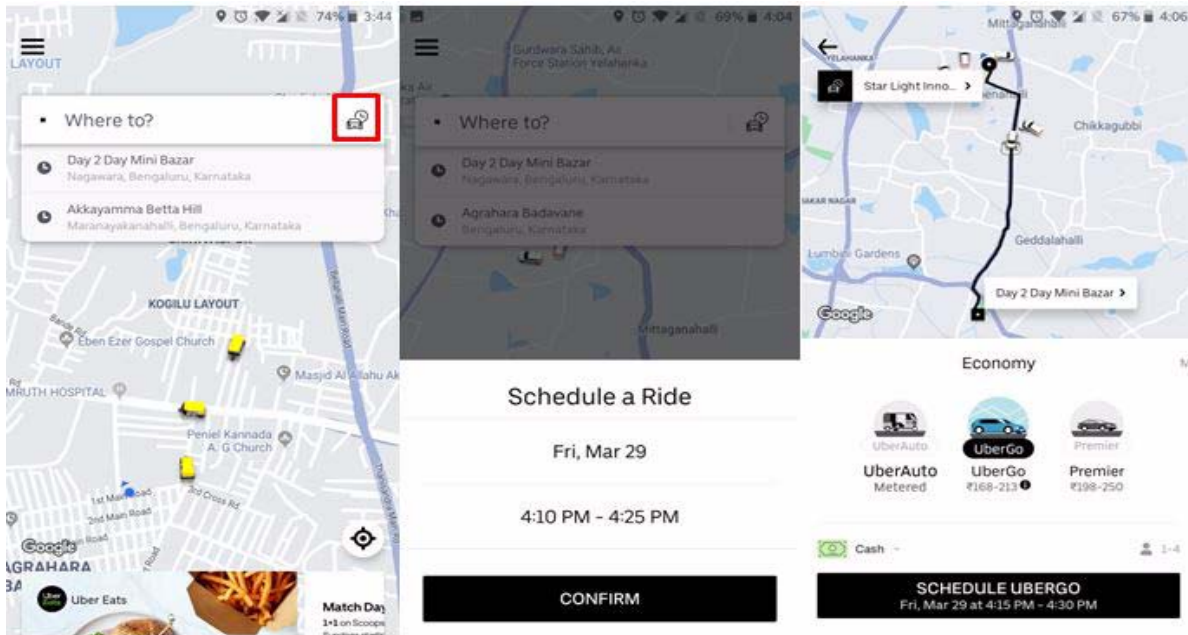 74% 3:44
LAYOUT
Where to?
Day 2 Day Mini Bazar
Nagawara, Bengaluru, Karnataka
Akkayamma Betta Hill
Maranayakanahalli, Bengaluru, Karnataka
KOGILU LAYOUT
Eben Ezer Gospel Church
Masjid Al Allahu Ak
MRUTH HOSPITAL
Peniel Kannada
A. G Church
1st Main Road
3rd Cross Rd
2nd Main Road
Google
AGRAHARA
Uber Eats
Match Day
1+1 on Scoops
69% 4:04
Gurdwara Sahib, Air
Force Station Yelahanka
Where to?
Day 2 Day Mini Bazar
Nagawara, Bengaluru, Karnataka
Agrahara Badavane
Bengaluru, Karnataka
Mittaganahalli
Schedule a Ride
Fri, Mar 29
4:10 PM - 4:25 PM
CONFIRM
67% 4:06
Mittaganahalli
YELAHANKA
Star Light Inno...
Chikkagubbi
Geddalahalli
Lumbini Gardens
Day 2 Day Mini Bazar
Google
Economy
UberAuto
UberGo
Premier
UberAuto
UberGo
Premier
Metered
₹168-213
₹198-250
Cash
1-4
SCHEDULE UBERGO
Fri, Mar 29 at 4:15 PM - 4:30 PM